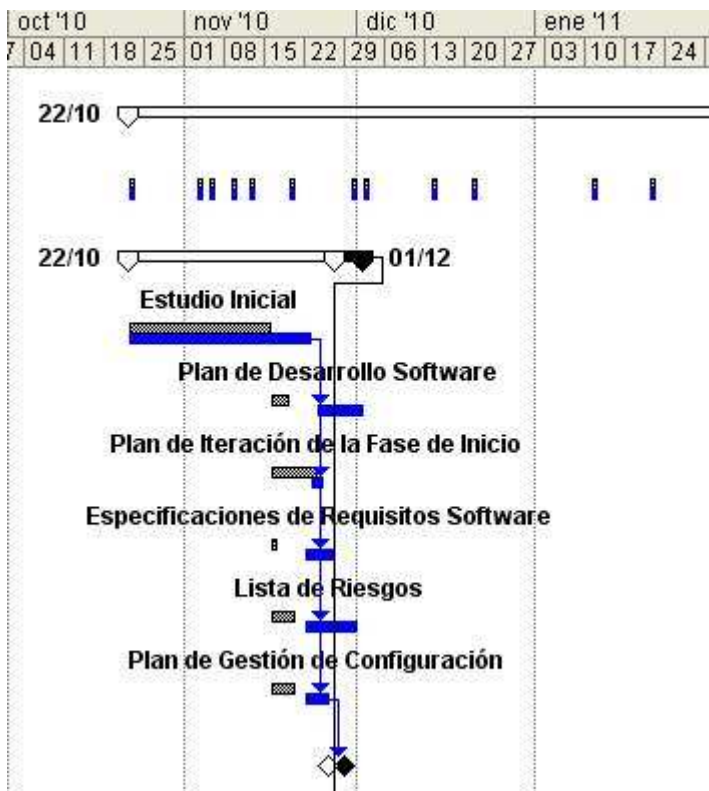 oct '10 nov '10 dic '10 ene '11
7 04 11 18 25 01 08 15 22 29 06 13 20 27 03 10 17 24
22/10
22/10 01/12
Estudio Inicial
Plan de Desarrollo Software
Plan de Iteración de la Fase de Inicio
Especificaciones de Requisitos Software
Lista de Riesgos
Plan de Gestión de Configuración